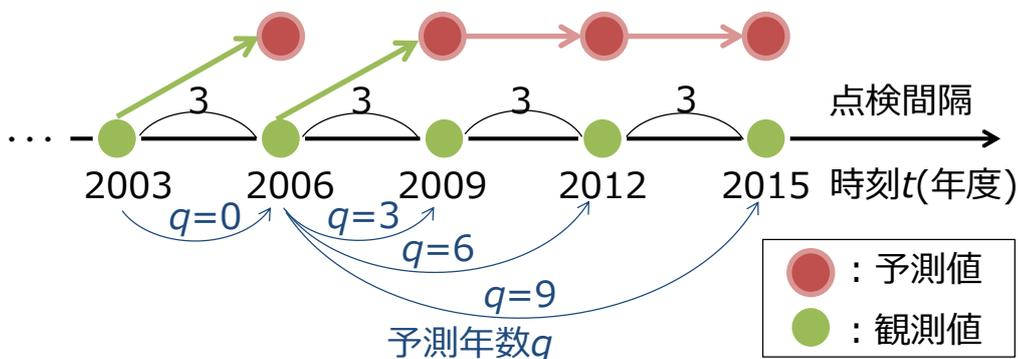 3 3 3 3 点検間隔
...
2003 2006 2009 2012 2015 時刻t(年度)
q=0 q=3
q=6
q=9
予測年数q
：予測値
：観測値